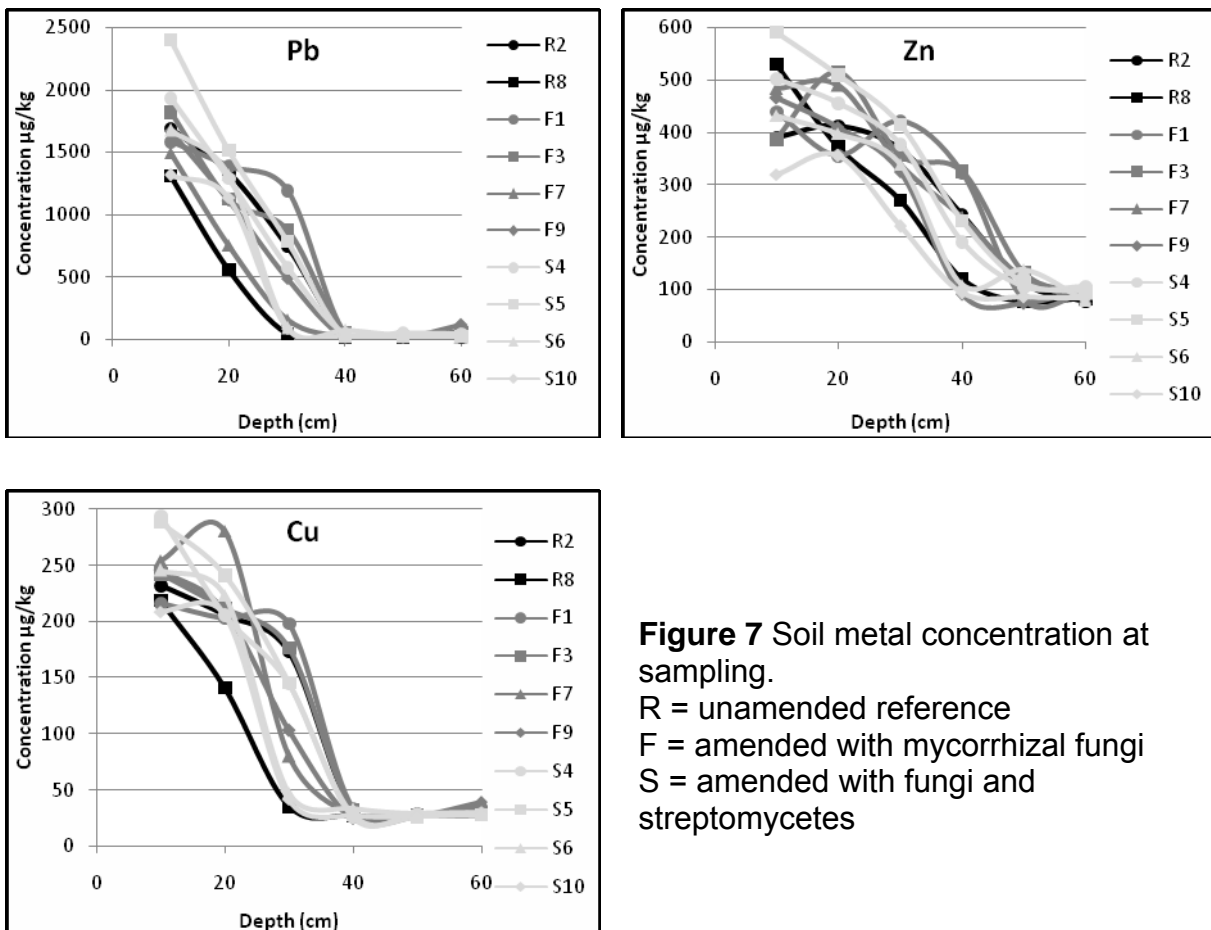 Pb
Concentration µg/kg
2500
2000
1500
1000
500
0
0 20 40 60
Depth (cm)
R2
R8
F1
F3
F7
F9
S4
S5
S6
S10
Zn
Concentration µg/kg
600
500
400
300
200
100
0
0 20 40 60
Depth (cm)
R2
R8
F1
F3
F7
F9
S4
S5
S6
S10
Cu
Concentration µg/kg
300
250
200
150
100
50
0
0 20 40 60
Depth (cm)
R2
R8
F1
F3
F7
F9
S4
S5
S6
S10
Figure 7 Soil metal concentration at
sampling.
R = unamended reference
F = amended with mycorrhizal fungi
S = amended with fungi and
streptomycetes